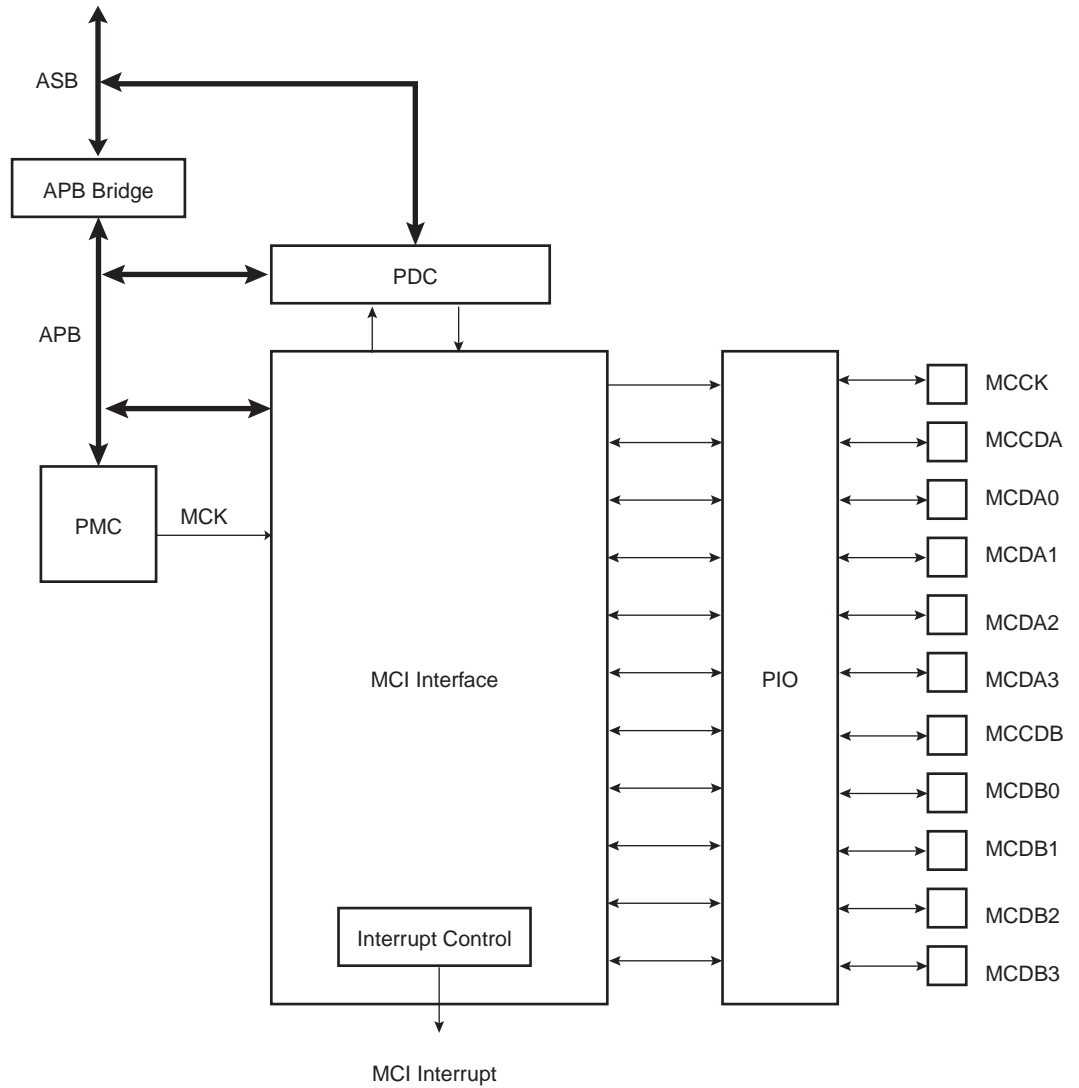 ASB
APB Bridge
PDC
APB
MCCK
MCCDA
MCDA0
MCK
PMC
MCDA1
MCDA2
MCI Interface
PIO
MCDA3
MCCDB
MCDB0
MCDB1
MCDB2
Interrupt Control
MCDB3
MCI Interrupt